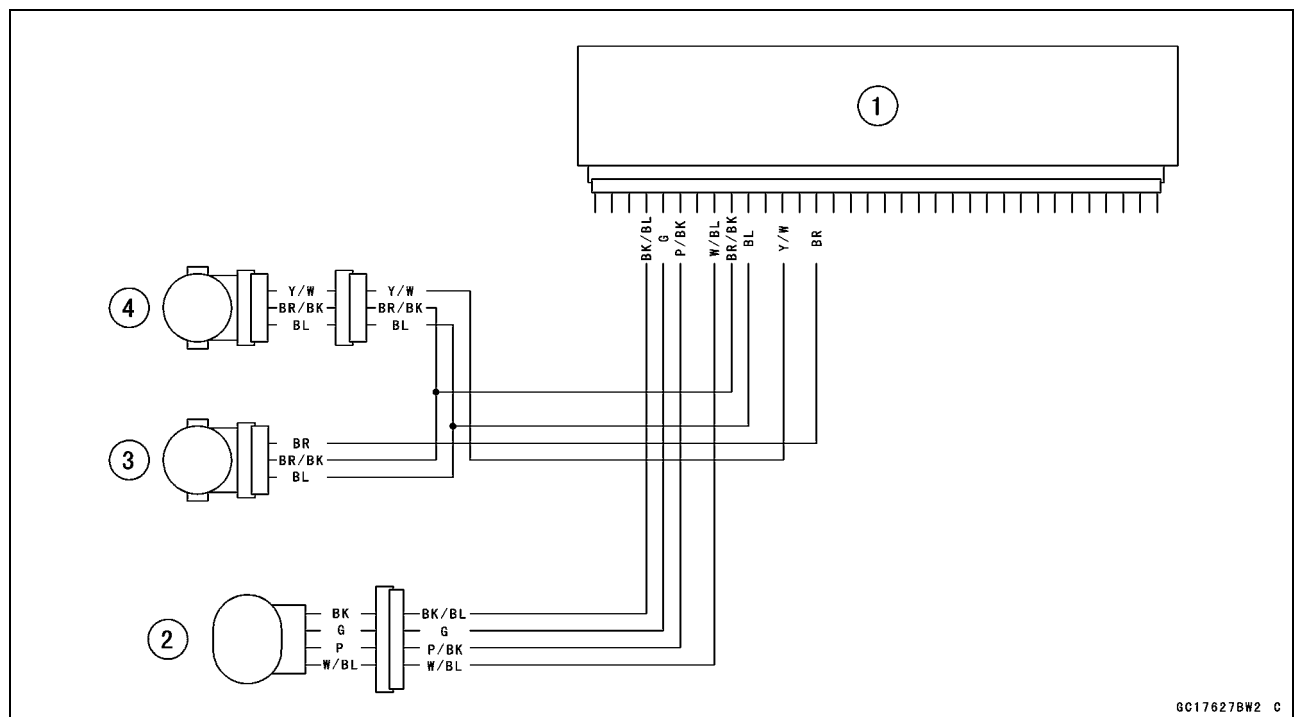 1
BK/BL
G
P/BK
W/BL
BR/BK
BL
Y/W
BR
4
Y/W Y/W
BR/BK BR/BK
BL BL
3
BR
BR/BK
BL
2
BK BK/BL
G G
P P/BK
W/BL W/BL
GC17627BW2 C